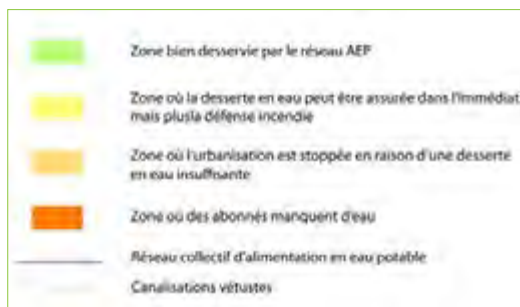 Zone bien desservie par le réseau AEP
Zone où la desserte en eau peut être assurée dans l'immédiat
mais plusla défense incendie
Zone où l'urbanisation est stoppée en raison d'une desserte
en eau insuffisante
Zone où des abonnés manquent d'eau
Réseau collectif d'alimentation en eau potable
Canalisations vétustes